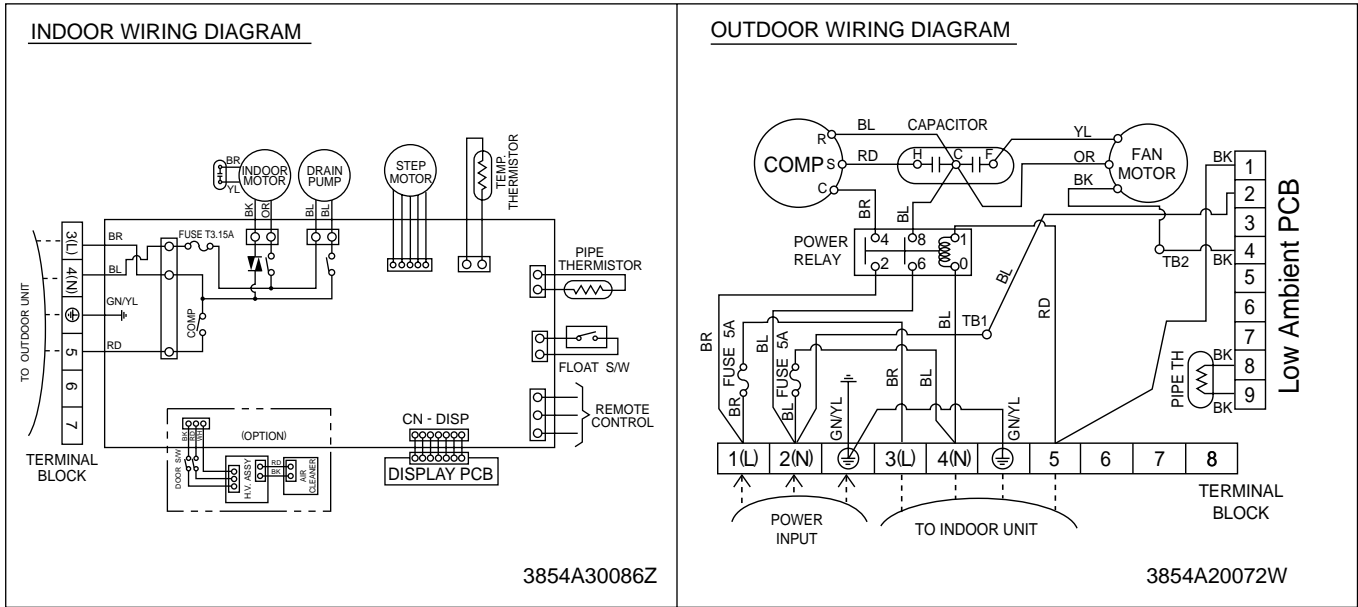 INDOOR WIRING DIAGRAM
BR
YL
INDOOR
MOTOR
DRAIN
PUMP
STEP
MOTOR
TEMP.
THERMISTOR
BK
OR
BL
BL
3(L)
BR
FUSE T3.15A
4(N)
BL
GN/YL
COMP
5
RD
6
7
TO OUTDOOR UNIT
TERMINAL
BLOCK
PIPE
THERMISTOR
FLOAT S/W
REMOTE
CONTROL
(OPTION)
BK
RD
WH
DOOR S/W
H.V. ASSY
RD
BK
AIR
CLEANER
CN - DISP
DISPLAY PCB
3854A30086Z
OUTDOOR WIRING DIAGRAM
COMP
R
S
C
BL
RD
CAPACITOR
H
C
F
YL
OR
BK
FAN
MOTOR
BR
BL
POWER
RELAY
4
8
1
2
6
0
BK
1
2
3
4
5
6
7
8
9
TB2
BK
BL
TB1
RD
Low Ambient PCB
PIPE TH
BK
BK
BR
FUSE 5A
BR
BL
FUSE 5A
BL
GN/YL
BR
BL
BL
GN/YL
1(L)
2(N)
3(L)
4(N)
5
6
7
8
TERMINAL
BLOCK
POWER
INPUT
TO INDOOR UNIT
3854A20072W